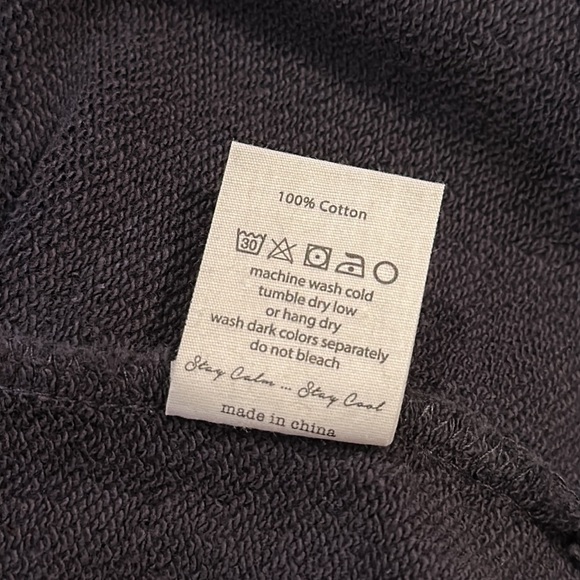 100% Cotton
30
machine wash cold
tumble dry low
or hang dry
wash dark colors separately
do not bleach
Stay Calm ... Stay Cool
made in china